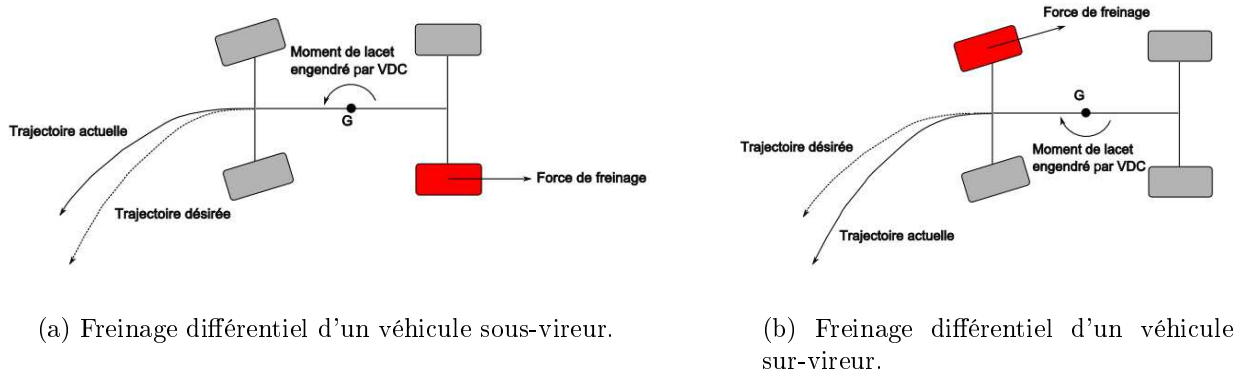 Moment de lacet
engendré par VDC
G
Trajectoire actuelle
Force de freinage
Trajectoire désirée
(a) Freinage différentiel d'un véhicule sous-vireur.
Force de freinage
G
Trajectoire désirée
Moment de lacet
engendré par VDC
Trajectoire actuelle
(b) Freinage différentiel d'un véhicule
sur-vireur.